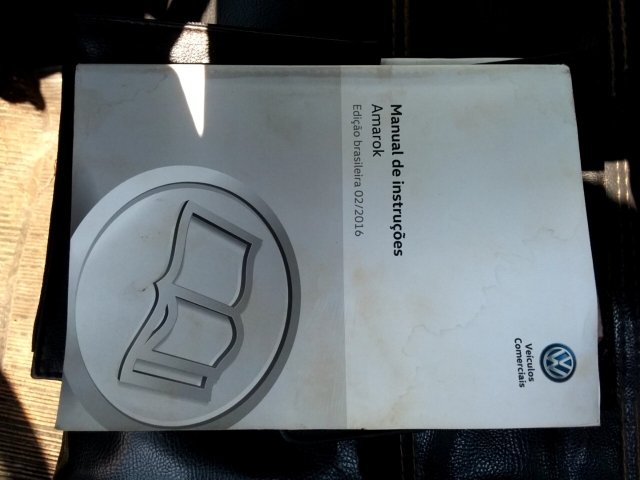 Veículos
Comerciais
Manual de instruções
Amarok
Edição brasileira 02/2016